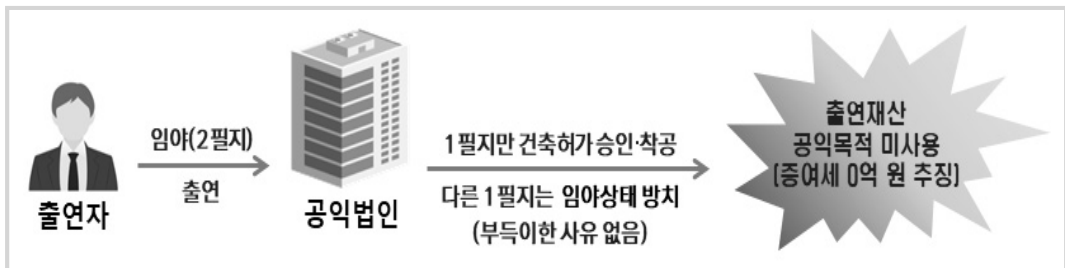 출연자
임야(2필지)
출연
공익법인
1필지만 건축허가 승인·착공
다른 1필지는 임야상태 방치
(부득이한 사유 없음)
출연재산
공익목적 미사용
(증여세 0억 원 추징)